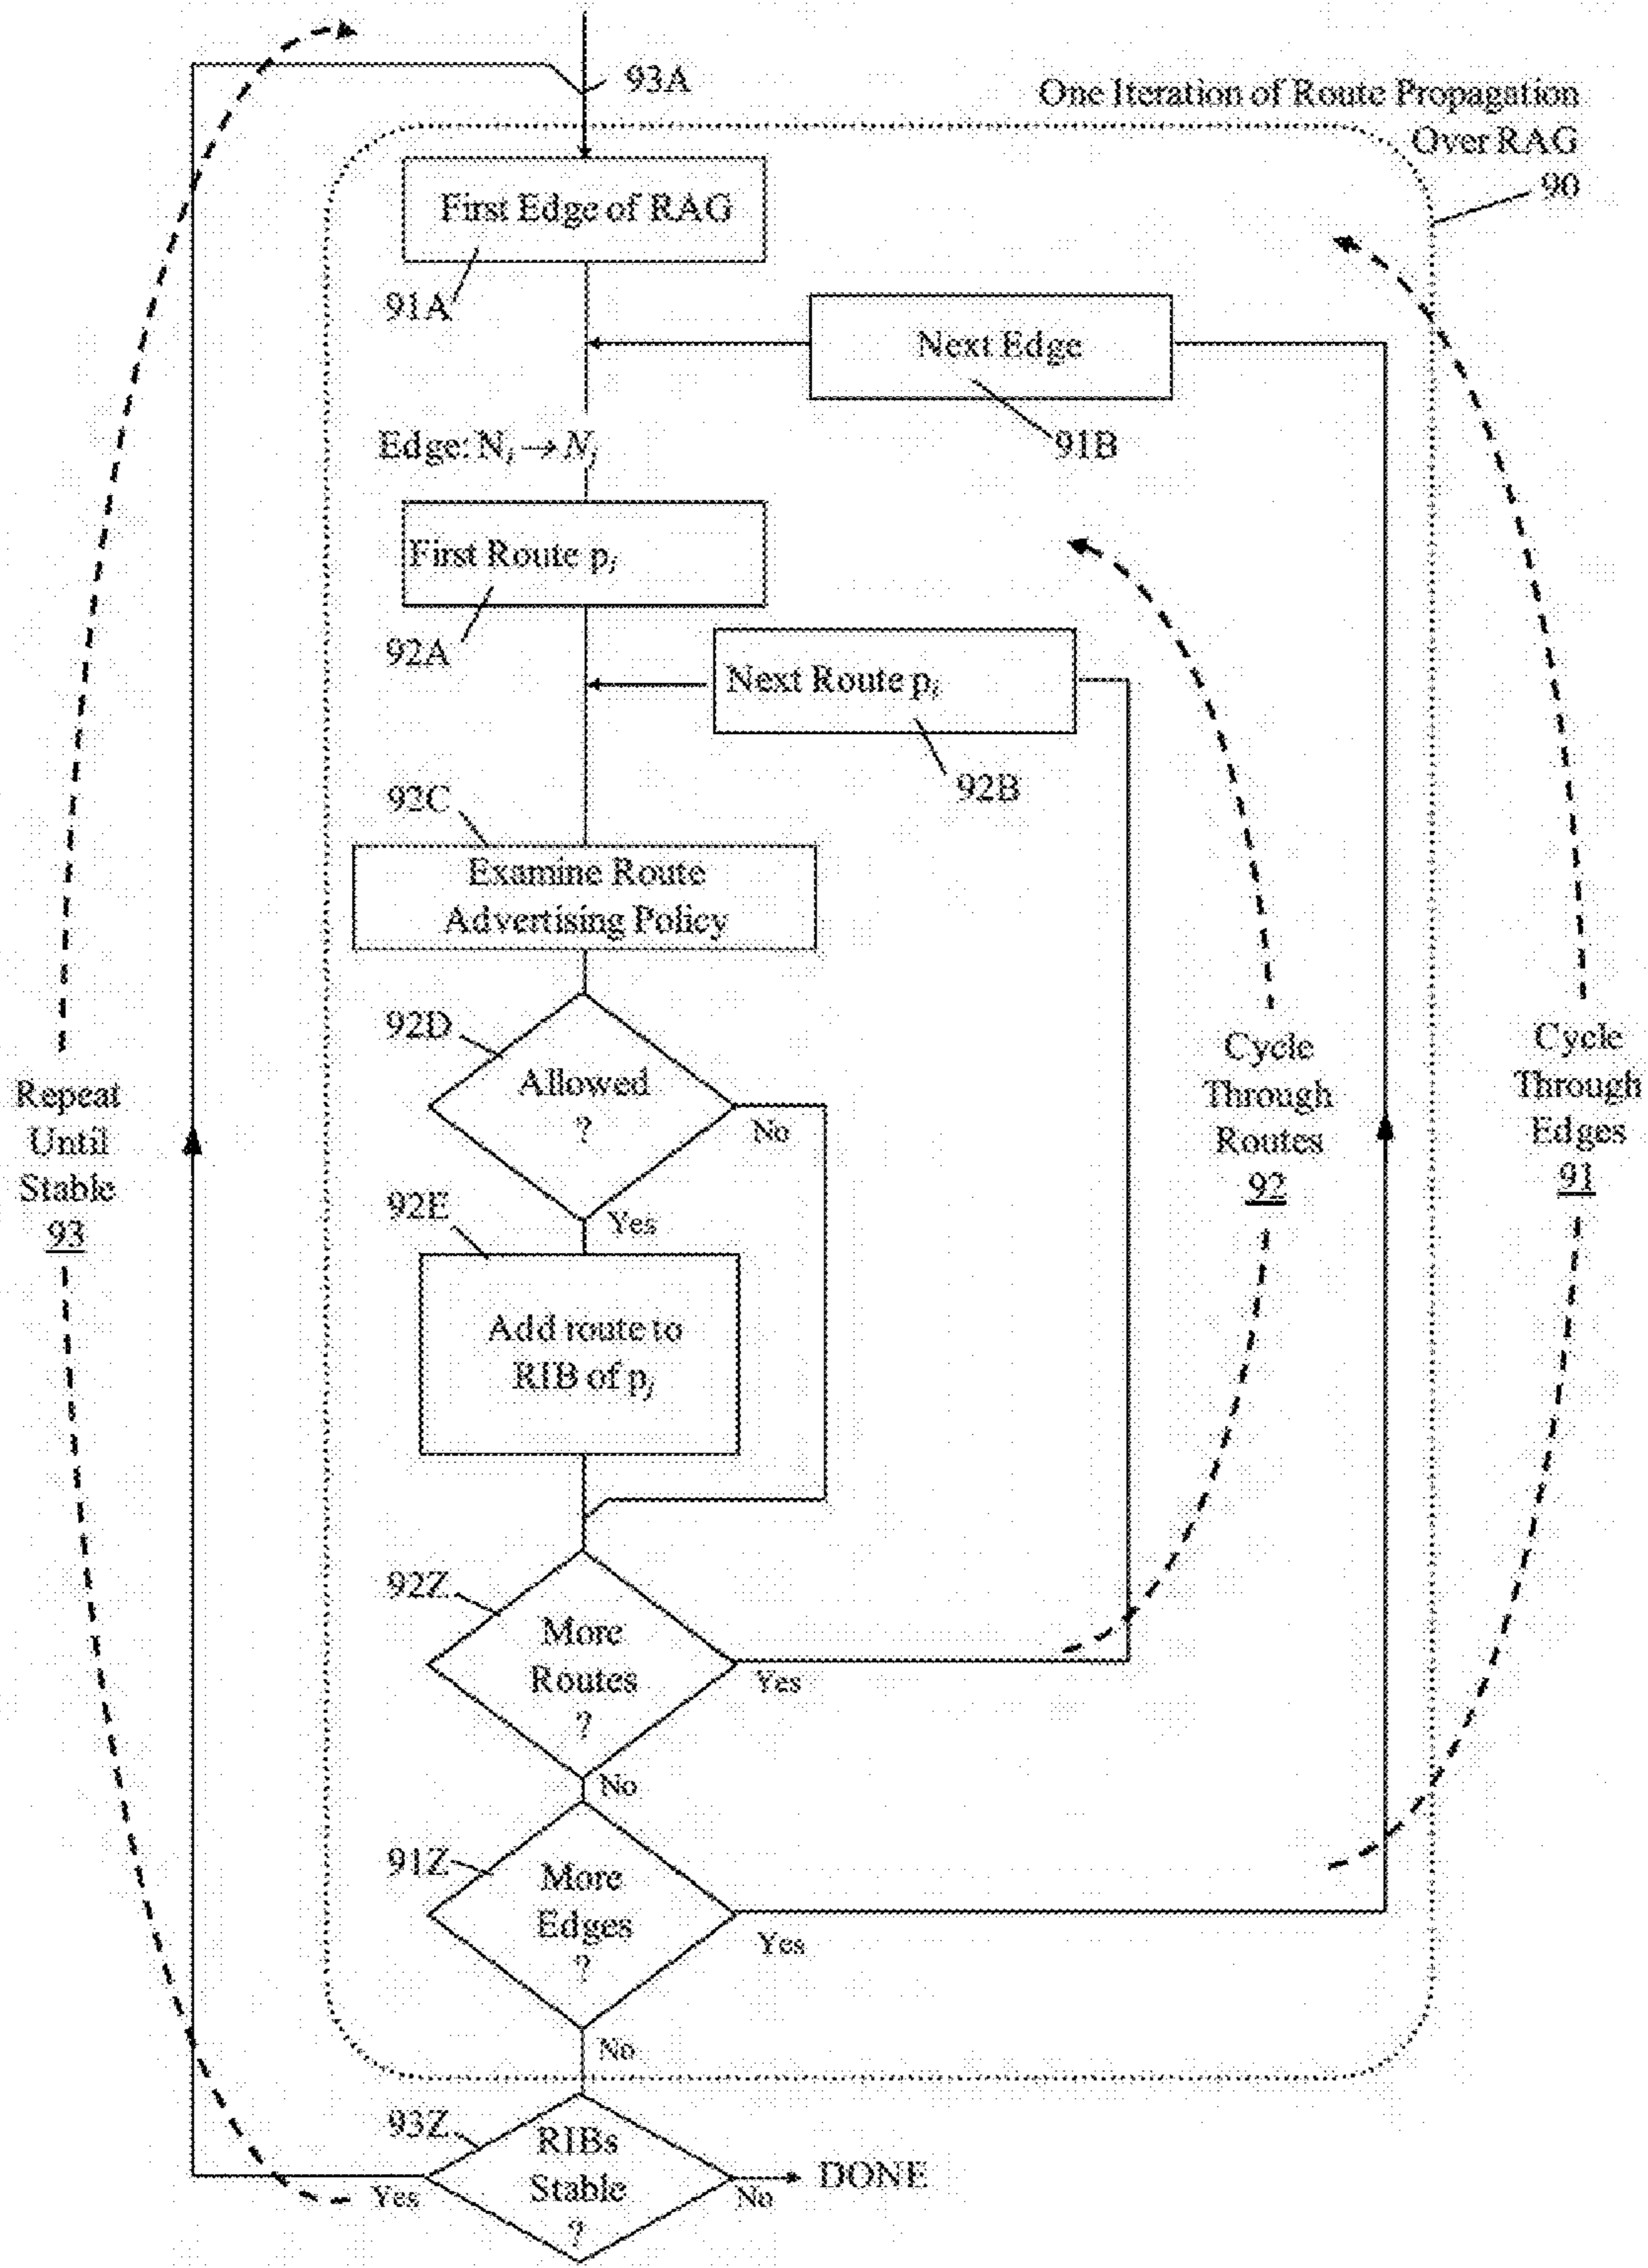 93A
One Iteration of Route Propagation
Over RAG
90
First Edge of RAG
91A
Next Edge
91B
Edge: Nᵢ → Nⱼ
First Route pᵢ
92A
Next Route pᵢ
92B
92C
Examine Route
Advertising Policy
92D
Allowed
?
No
Yes
92E
Add route to
RIB of pⱼ
Repeat
Until
Stable
93
Cycle
Through
Routes
92
Cycle
Through
Edges
91
92Z
More
Routes
?
Yes
No
91Z
More
Edges
?
Yes
No
93Z
RIBs
Stable
?
Yes
No
DONE